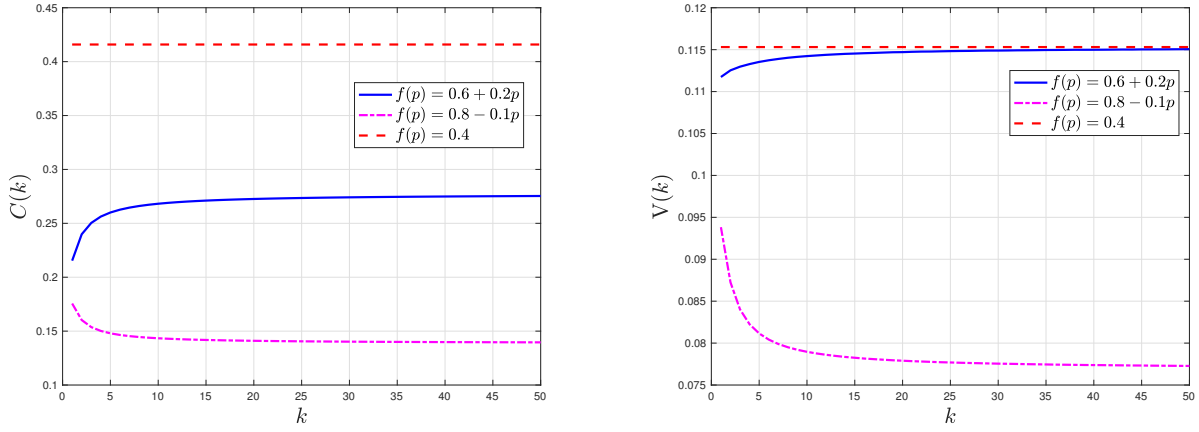 0.45
0.4
0.35
0.3
0.25
0.2
0.15
0.1
C(k)
f(p) = 0.6 + 0.2p
f(p) = 0.8 − 0.1p
f(p) = 0.4
0 5 10 15 20 25 30 35 40 45 50
k
0.12
0.115
0.11
0.105
0.1
0.095
0.09
0.085
0.08
0.075
V(k)
f(p) = 0.6 + 0.2p
f(p) = 0.8 − 0.1p
f(p) = 0.4
0 5 10 15 20 25 30 35 40 45 50
k